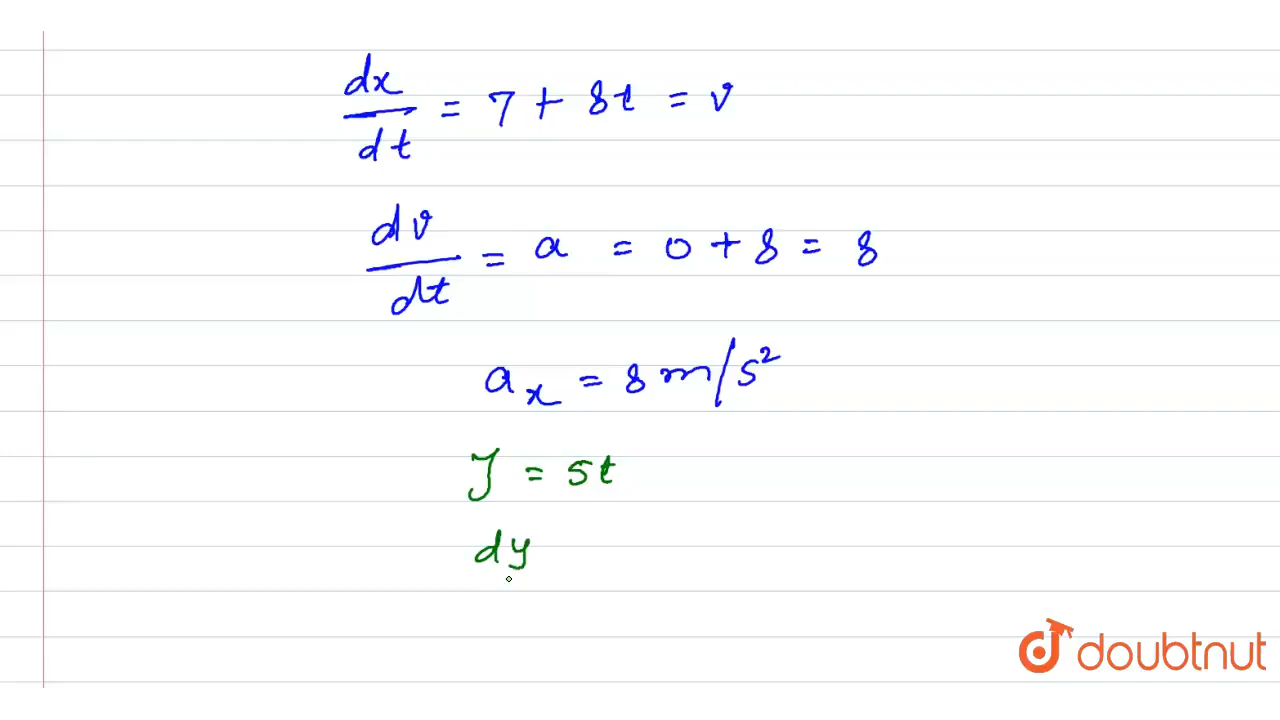 dx/dt = 7 + 8t = v
dv/dt = a = 0 + 8 = 8
a_x = 8 m/s²
y = 5t
dy
doubtnut